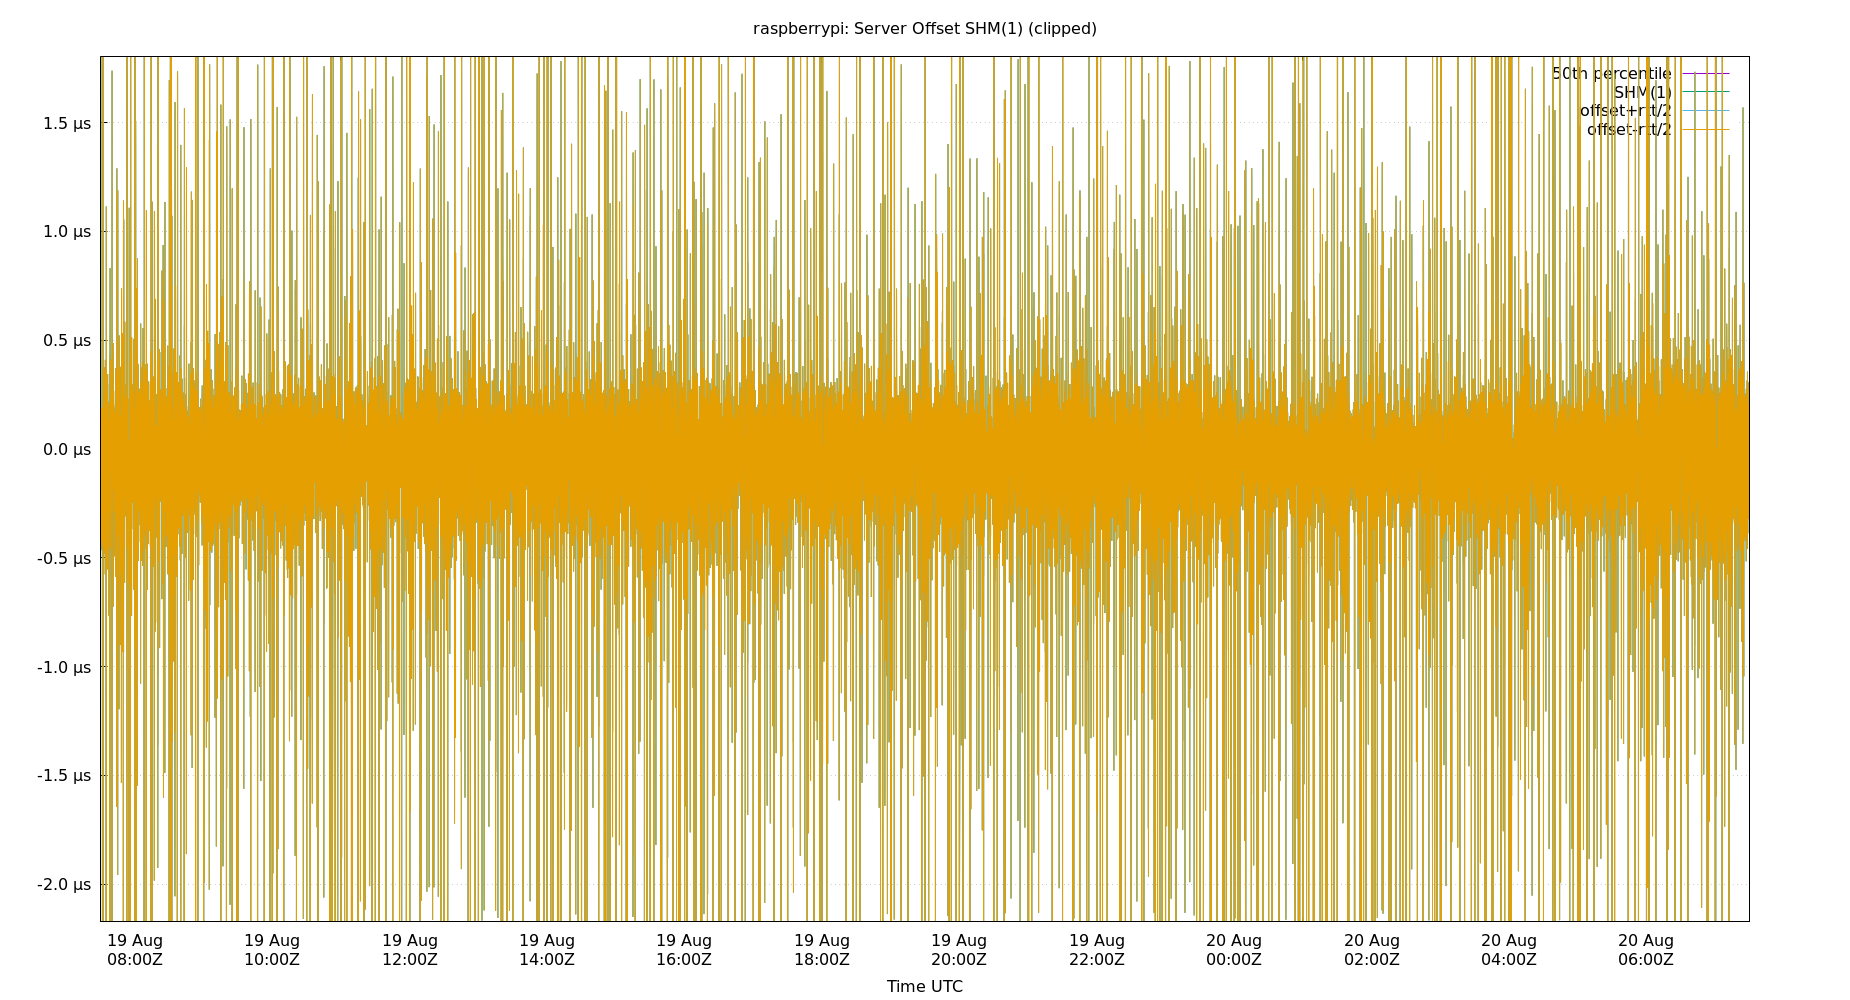 raspberrypi: Server Offset SHM(1) (clipped)
50th percentile
SHM(1)
offset+rtt/2
offset-rtt/2
1.5 µs
1.0 µs
0.5 µs
0.0 µs
-0.5 µs
-1.0 µs
-1.5 µs
-2.0 µs
19 Aug 19 Aug 19 Aug 19 Aug 19 Aug 19 Aug 19 Aug 19 Aug 20 Aug 20 Aug 20 Aug 20 Aug
08:00Z 10:00Z 12:00Z 14:00Z 16:00Z 18:00Z 20:00Z 22:00Z 00:00Z 02:00Z 04:00Z 06:00Z
Time UTC